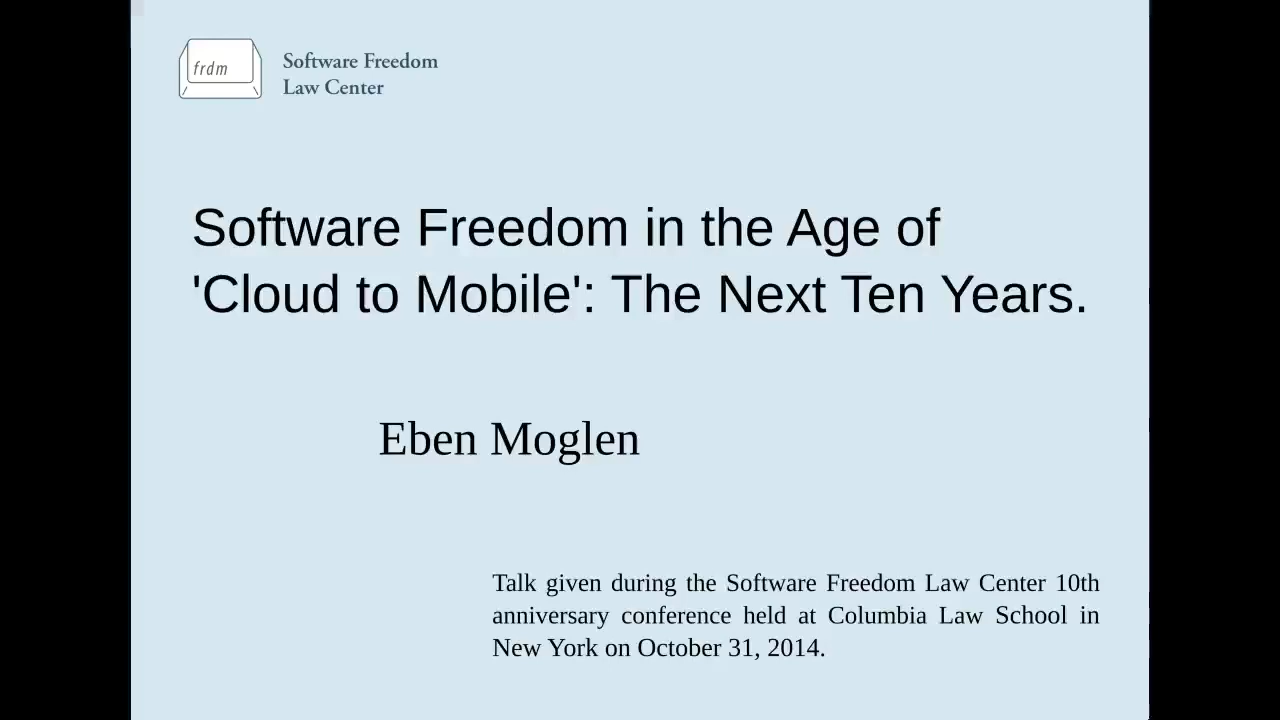 frdm
Software Freedom
Law Center
Software Freedom in the Age of
'Cloud to Mobile': The Next Ten Years.
Eben Moglen
Talk given during the Software Freedom Law Center 10th
anniversary conference held at Columbia Law School in
New York on October 31, 2014.